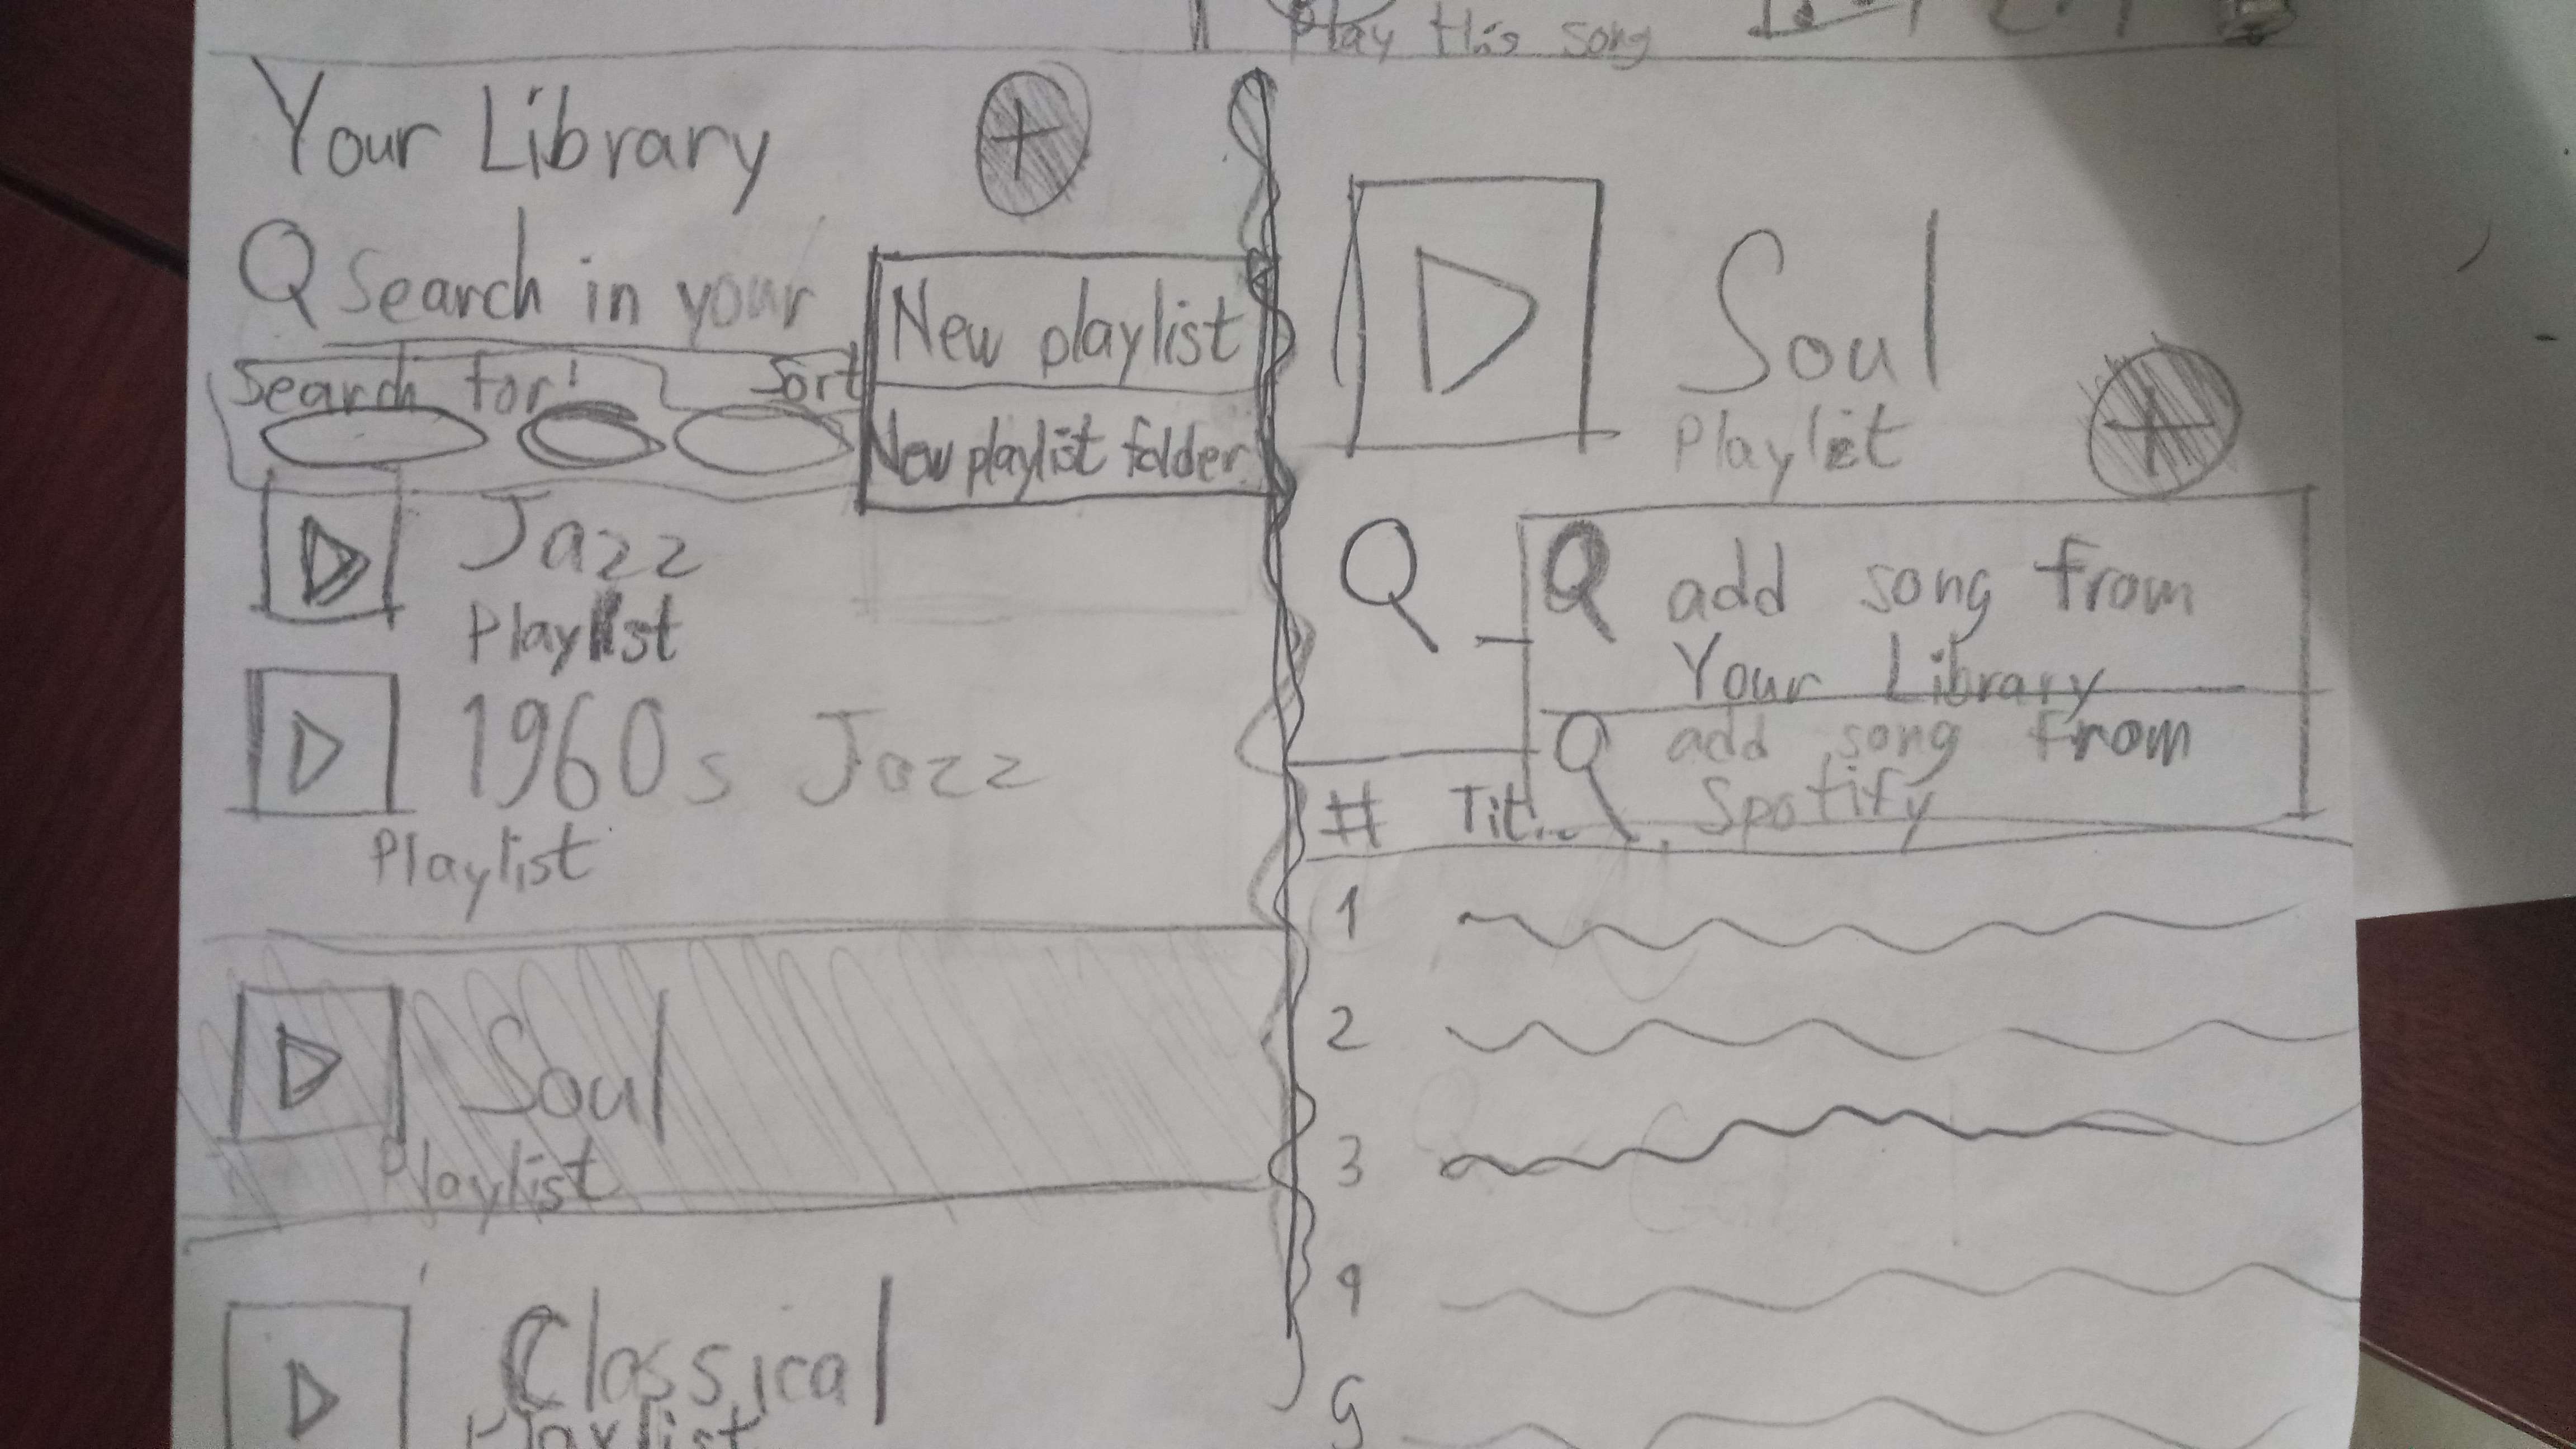 Play this song
Your Library
+
Search in your
Search for:
Sort
New playlist
New playlist folder
Jazz
Playlist
1960s Jazz
Playlist
Soul
Playlist
Classical
Playlist
Soul
Playlist
+
add song from
Your Library
add song from
Spotify
# Tit...
1
2
3
4
5